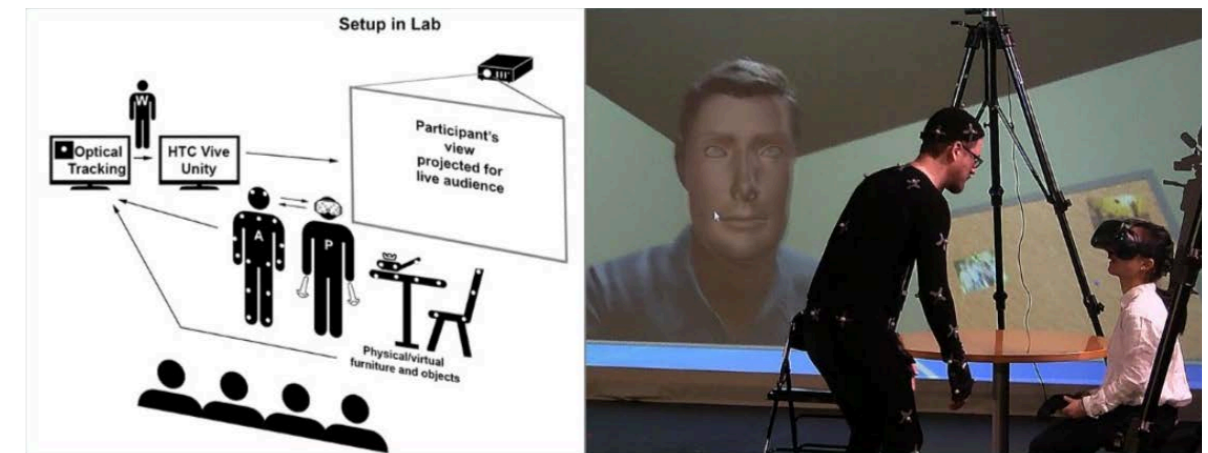 Setup in Lab
W
Optical
Tracking
HTC Vive
Unity
Participant's
view
projected for
live audience
A
P
Physical/virtual
furniture and objects